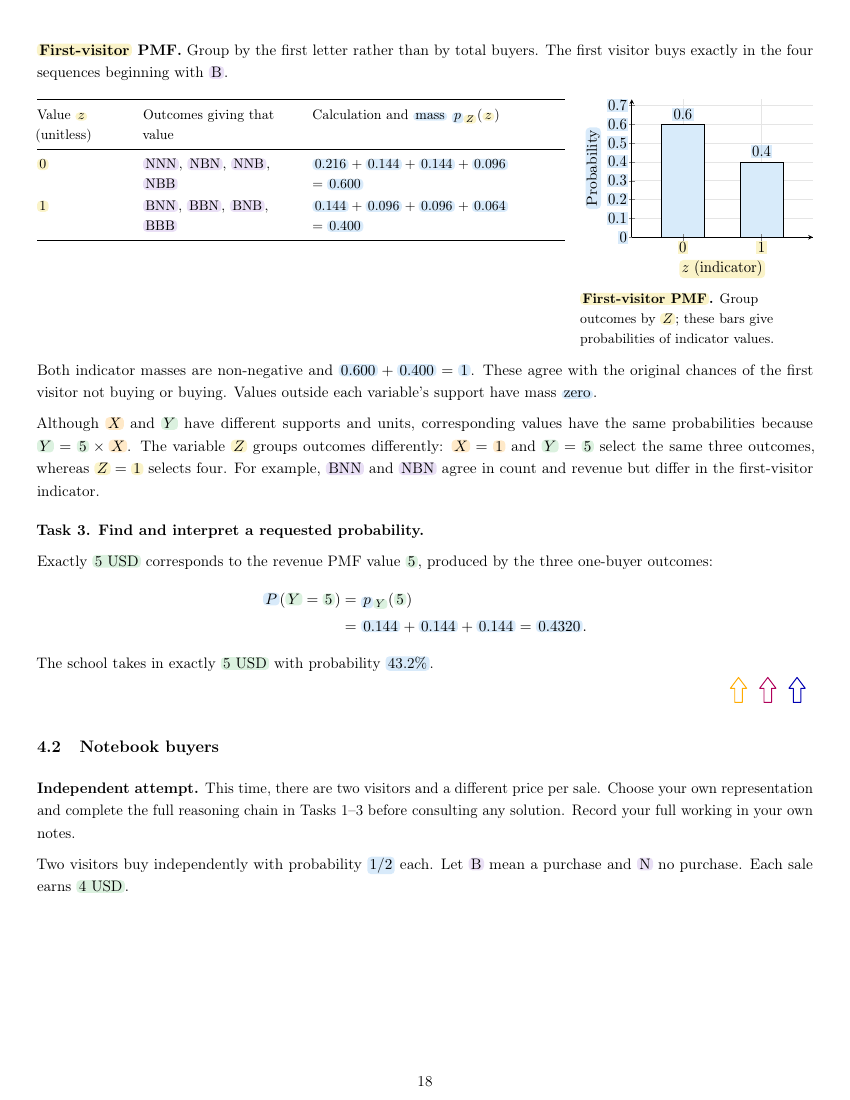 First-visitor PMF. Group by the first letter rather than by total buyers. The first visitor buys exactly in the four
sequences beginning with B.
Value z
(unitless)
Outcomes giving that
value
Calculation and mass p_Z(z)
0
NNN, NBN, NNB,
NBB
0.216 + 0.144 + 0.144 + 0.096
= 0.600
1
BNN, BBN, BNB,
BBB
0.144 + 0.096 + 0.096 + 0.064
= 0.400
Probability
0.7
0.6
0.5
0.4
0.3
0.2
0.1
0
0.6
0.4
0
1
z (indicator)
First-visitor PMF. Group
outcomes by Z; these bars give
probabilities of indicator values.
Both indicator masses are non-negative and 0.600 + 0.400 = 1. These agree with the original chances of the first
visitor not buying or buying. Values outside each variable's support have mass zero.
Although X and Y have different supports and units, corresponding values have the same probabilities because
Y = 5 × X. The variable Z groups outcomes differently: X = 1 and Y = 5 select the same three outcomes,
whereas Z = 1 selects four. For example, BNN and NBN agree in count and revenue but differ in the first-visitor
indicator.
Task 3. Find and interpret a requested probability.
Exactly 5 USD corresponds to the revenue PMF value 5, produced by the three one-buyer outcomes:
P(Y = 5) = p_Y(5)
= 0.144 + 0.144 + 0.144 = 0.4320.
The school takes in exactly 5 USD with probability 43.2%.
4.2 Notebook buyers
Independent attempt. This time, there are two visitors and a different price per sale. Choose your own representation
and complete the full reasoning chain in Tasks 1–3 before consulting any solution. Record your full working in your own
notes.
Two visitors buy independently with probability 1/2 each. Let B mean a purchase and N no purchase. Each sale
earns 4 USD.
18